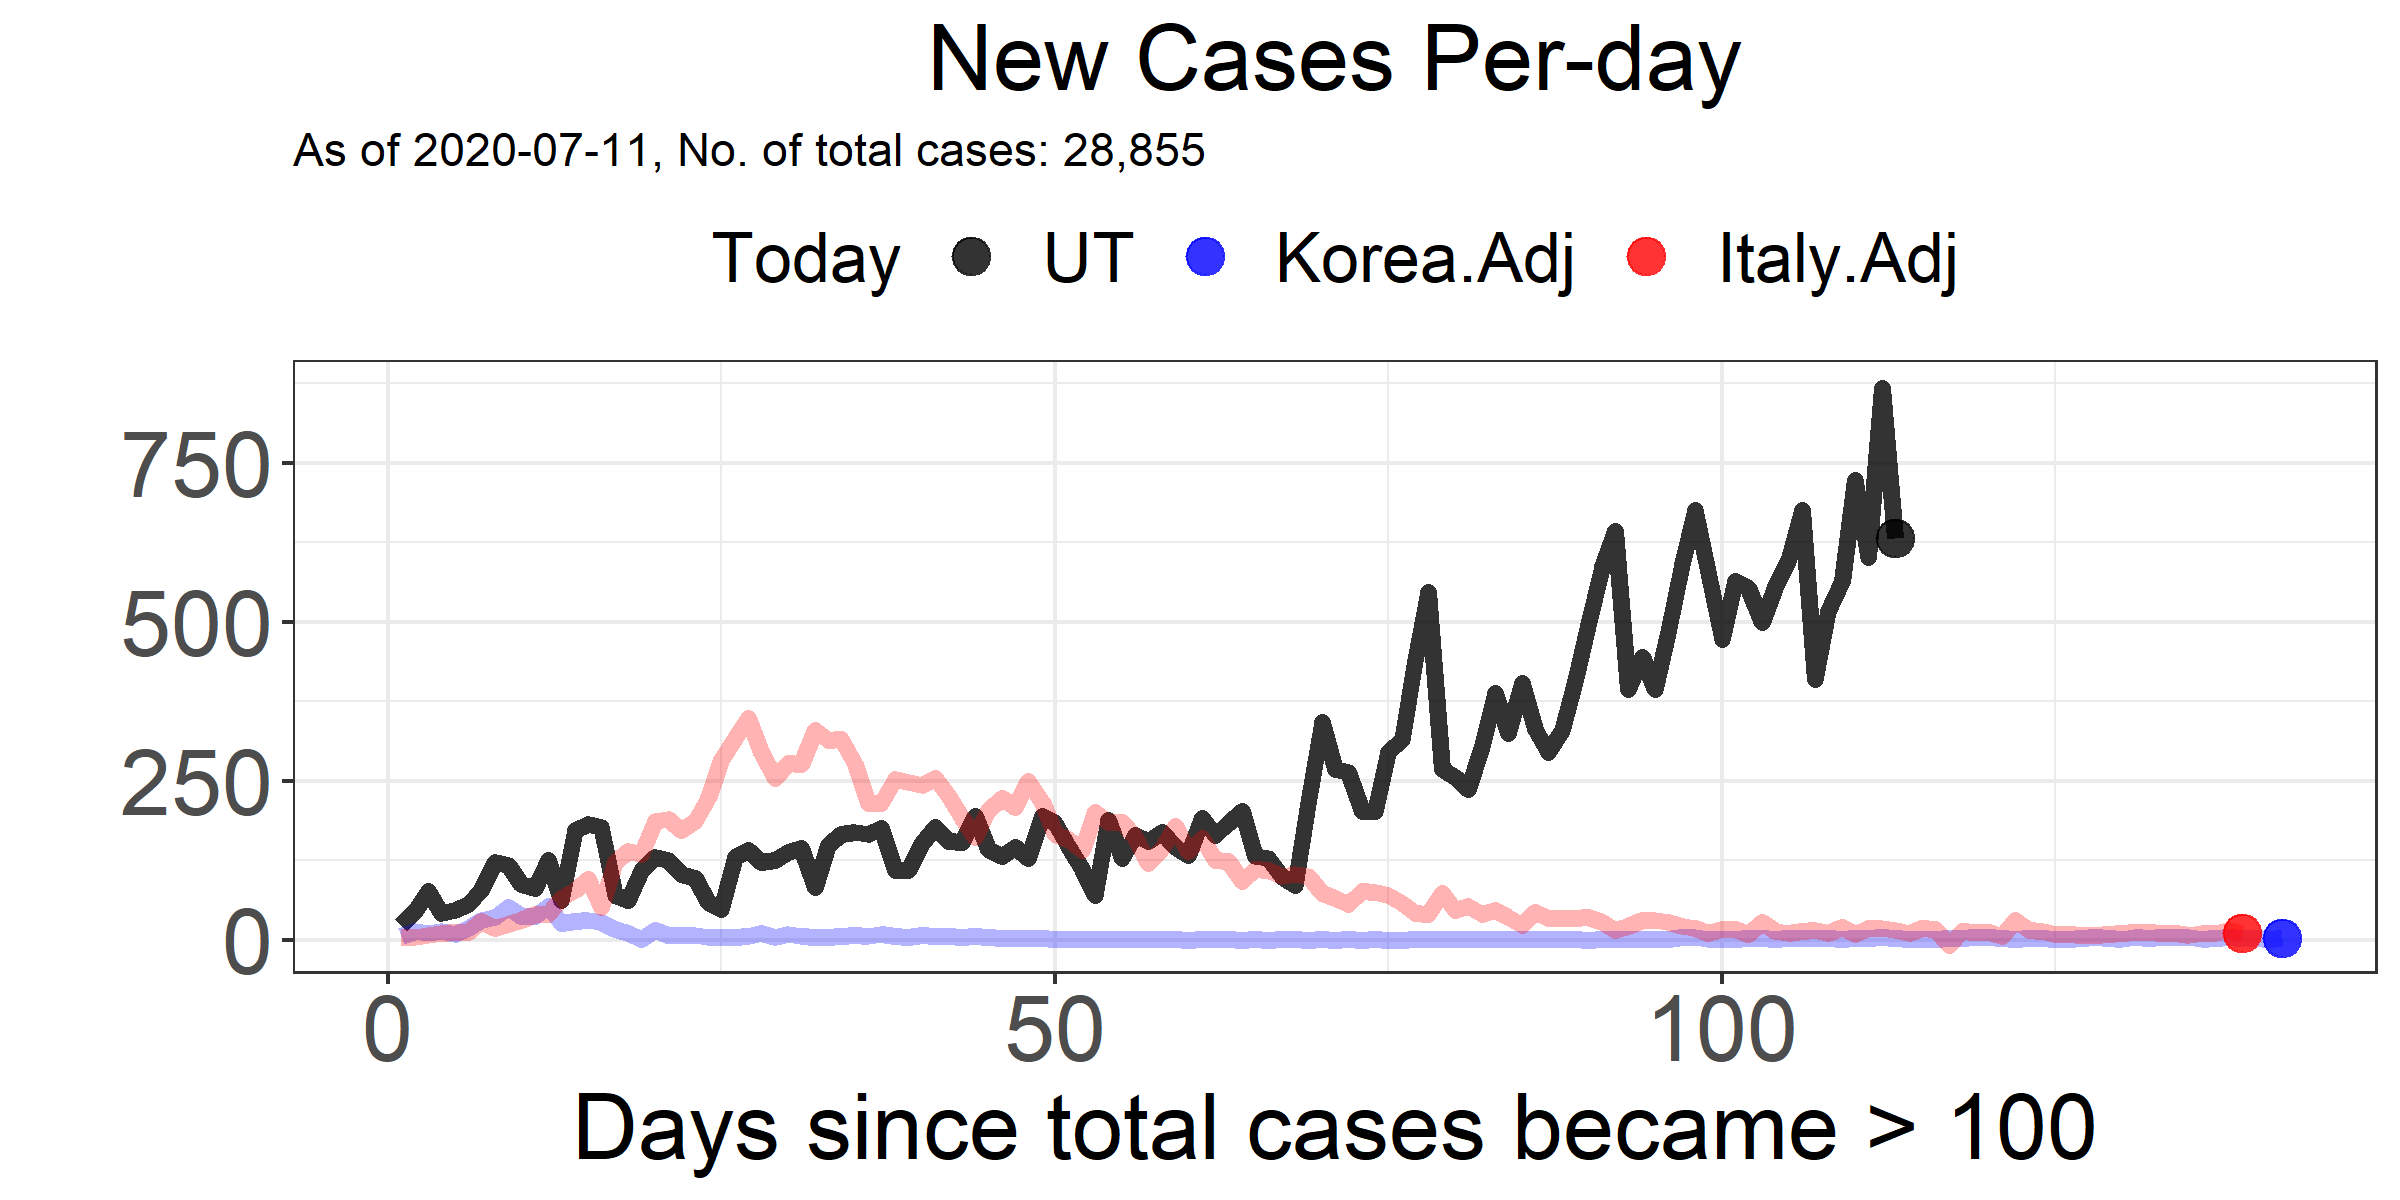 New Cases Per-day
As of 2020-07-11, No. of total cases: 28,855
Today UT Korea.Adj Italy.Adj
750
500
250
0
0 50 100
Days since total cases became > 100